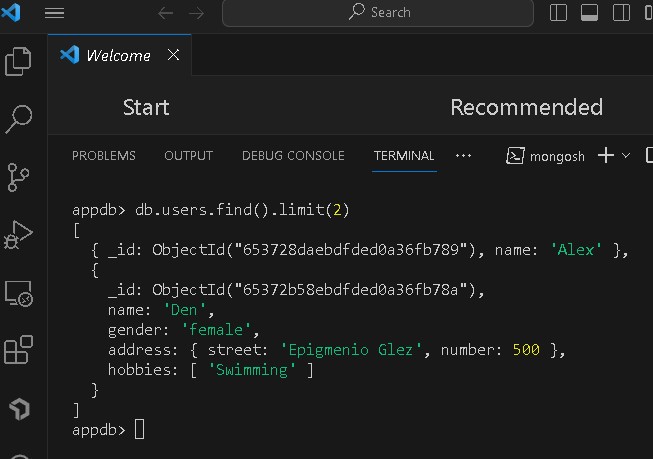 Search
Welcome
Start Recommended
PROBLEMS OUTPUT DEBUG CONSOLE TERMINAL ... mongosh
appdb> db.users.find().limit(2)
[
  { _id: ObjectId("653728daebdfded0a36fb789"), name: 'Alex' },
  {
    _id: ObjectId("65372b58ebdfded0a36fb78a"),
    name: 'Den',
    gender: 'female',
    address: { street: 'Epigmenio Glez', number: 500 },
    hobbies: [ 'Swimming' ]
  }
]
appdb>